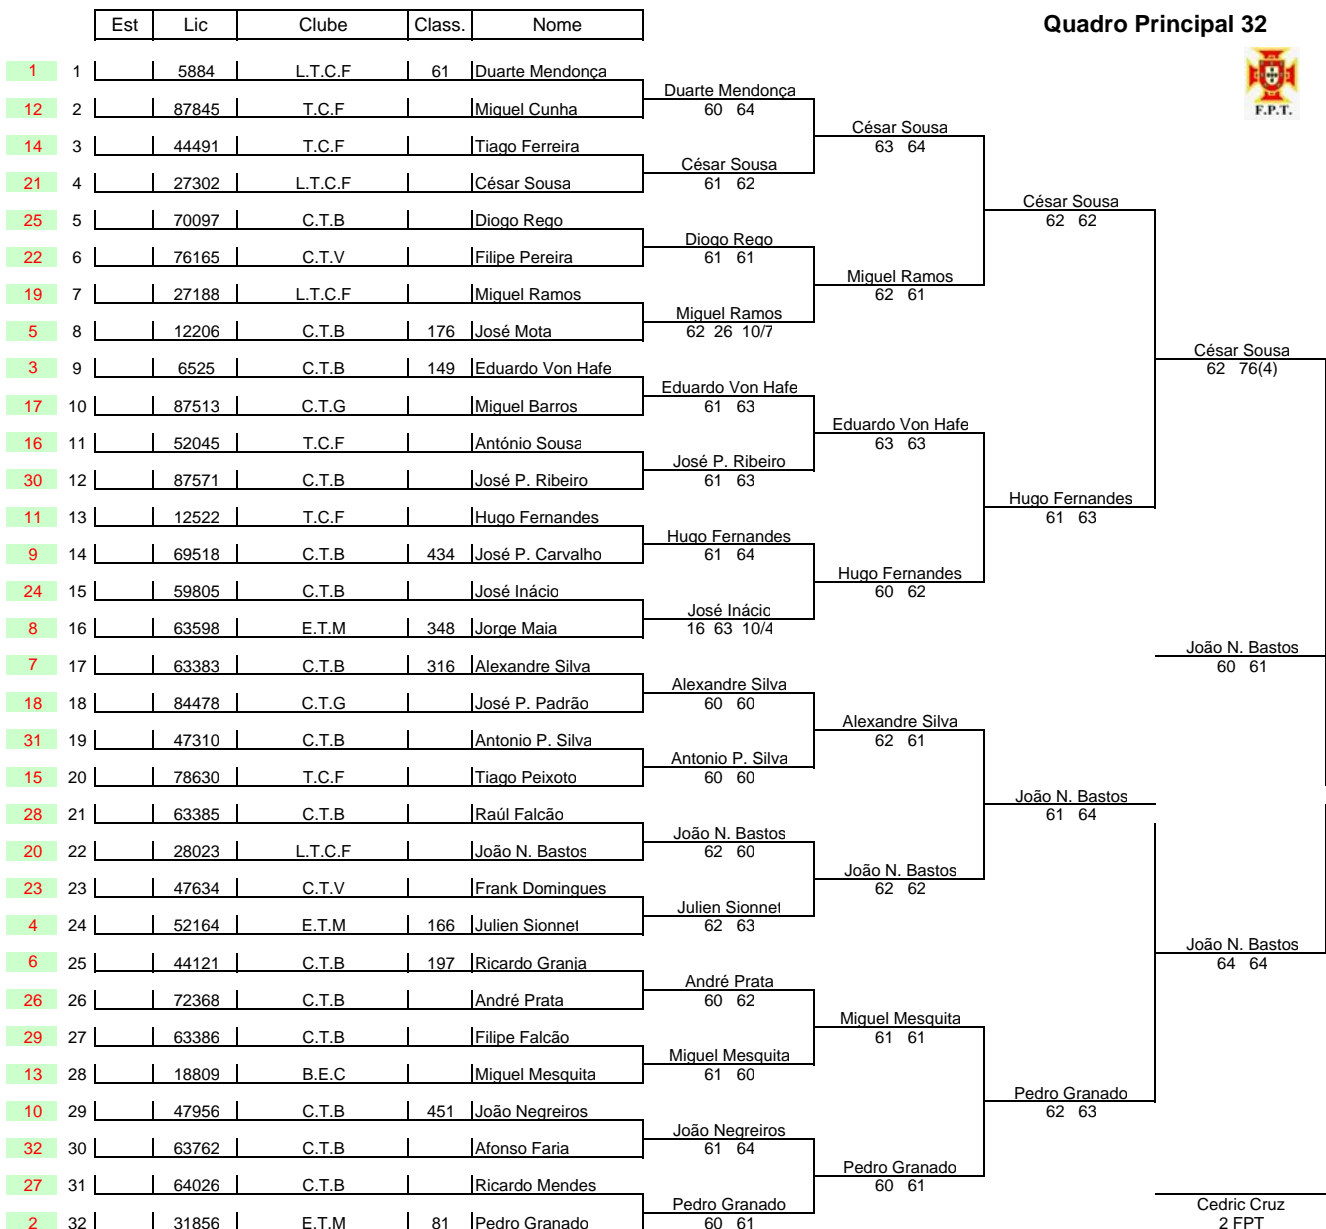 Est Lic Clube Class. Nome
Quadro Principal 32
F.P.T.
1 1 5884 L.T.C.F 61 Duarte Mendonça
Duarte Mendonça
12 2 87845 T.C.F Miguel Cunha
60 64
César Sousa
14 3 44491 T.C.F Tiago Ferreira
63 64
César Sousa
21 4 27302 L.T.C.F César Sousa
61 62
César Sousa
25 5 70097 C.T.B Diogo Rego
62 62
Diogo Rego
22 6 76165 C.T.V Filipe Pereira
61 61
Miguel Ramos
19 7 27188 L.T.C.F Miguel Ramos
62 61
Miguel Ramos
5 8 12206 C.T.B 176 José Mota
62 26 10/7
César Sousa
3 9 6525 C.T.B 149 Eduardo Von Hafe
62 76(4)
Eduardo Von Hafe
17 10 87513 C.T.G Miguel Barros
61 63
Eduardo Von Hafe
16 11 52045 T.C.F António Sousa
63 63
José P. Ribeiro
30 12 87571 C.T.B José P. Ribeiro
61 63
Hugo Fernandes
11 13 12522 T.C.F Hugo Fernandes
61 63
Hugo Fernandes
9 14 69518 C.T.B 434 José P. Carvalho
61 64
Hugo Fernandes
24 15 59805 C.T.B José Inácio
60 62
José Inácio
8 16 63598 E.T.M 348 Jorge Maia
16 63 10/4
João N. Bastos
7 17 63383 C.T.B 316 Alexandre Silva
60 61
Alexandre Silva
18 18 84478 C.T.G José P. Padrão
60 60
Alexandre Silva
31 19 47310 C.T.B Antonio P. Silva
62 61
Antonio P. Silva
15 20 78630 T.C.F Tiago Peixoto
60 60
João N. Bastos
28 21 63385 C.T.B Raúl Falcão
61 64
João N. Bastos
20 22 28023 L.T.C.F João N. Bastos
62 60
João N. Bastos
23 23 47634 C.T.V Frank Domingues
62 62
Julien Sionnet
4 24 52164 E.T.M 166 Julien Sionnet
62 63
João N. Bastos
6 25 44121 C.T.B 197 Ricardo Granja
64 64
André Prata
26 26 72368 C.T.B André Prata
60 62
Miguel Mesquita
29 27 63386 C.T.B Filipe Falcão
61 61
Miguel Mesquita
13 28 18809 B.E.C Miguel Mesquita
61 60
Pedro Granado
10 29 47956 C.T.B 451 João Negreiros
62 63
João Negreiros
32 30 63762 C.T.B Afonso Faria
61 64
Pedro Granado
27 31 64026 C.T.B Ricardo Mendes
60 61
Pedro Granado
Cedric Cruz
2 32 31856 E.T.M 81 Pedro Granado
60 61
2 FPT